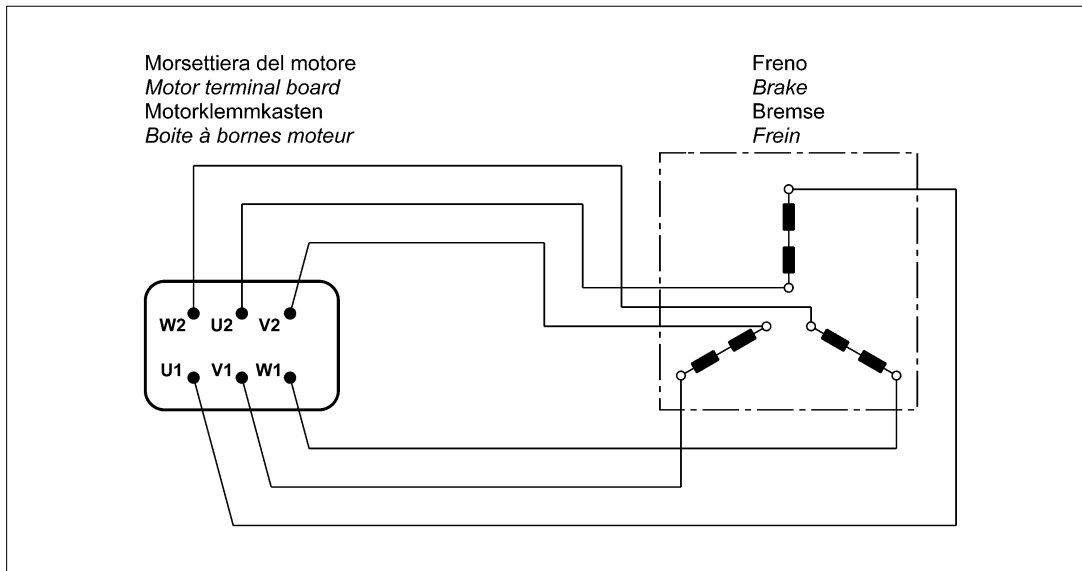 Morsettiera del motore
Motor terminal board
Motorklemmkasten
Boite à bornes moteur
Freno
Brake
Bremse
Frein
W2 U2 V2
U1 V1 W1